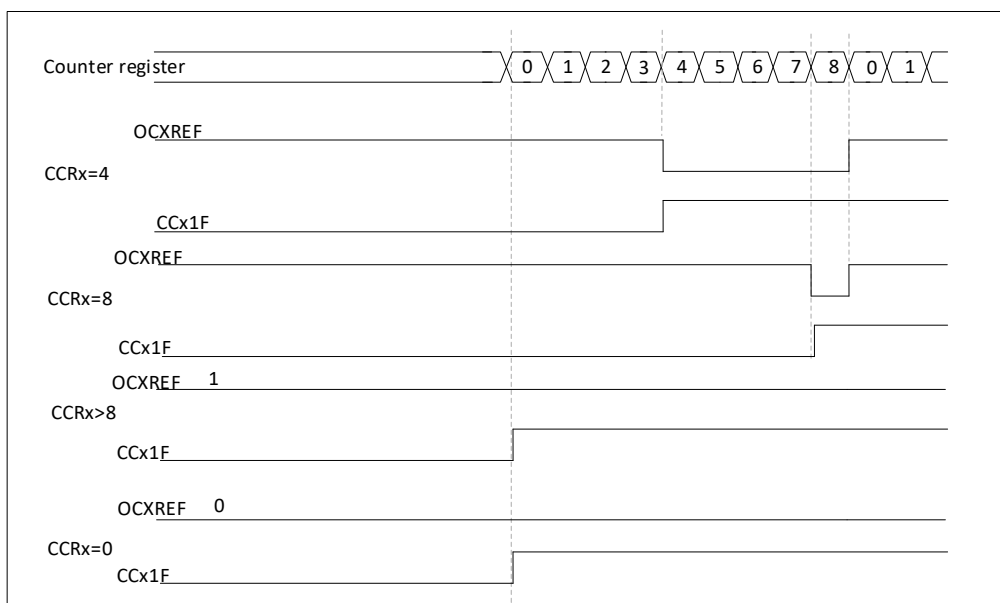 Counter register 0 1 2 3 4 5 6 7 8 0 1
OCXREF
CCRx=4
CCx1F
OCXREF
CCRx=8
CCx1F
OCXREF 1
CCRx>8
CCx1F
OCXREF 0
CCRx=0
CCx1F